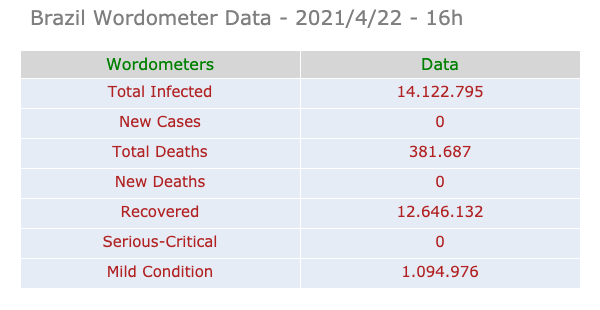 Brazil Wordometer Data - 2021/4/22 - 16h
Wordometers Data
Total Infected 14.122.795
New Cases 0
Total Deaths 381.687
New Deaths 0
Recovered 12.646.132
Serious-Critical 0
Mild Condition 1.094.976